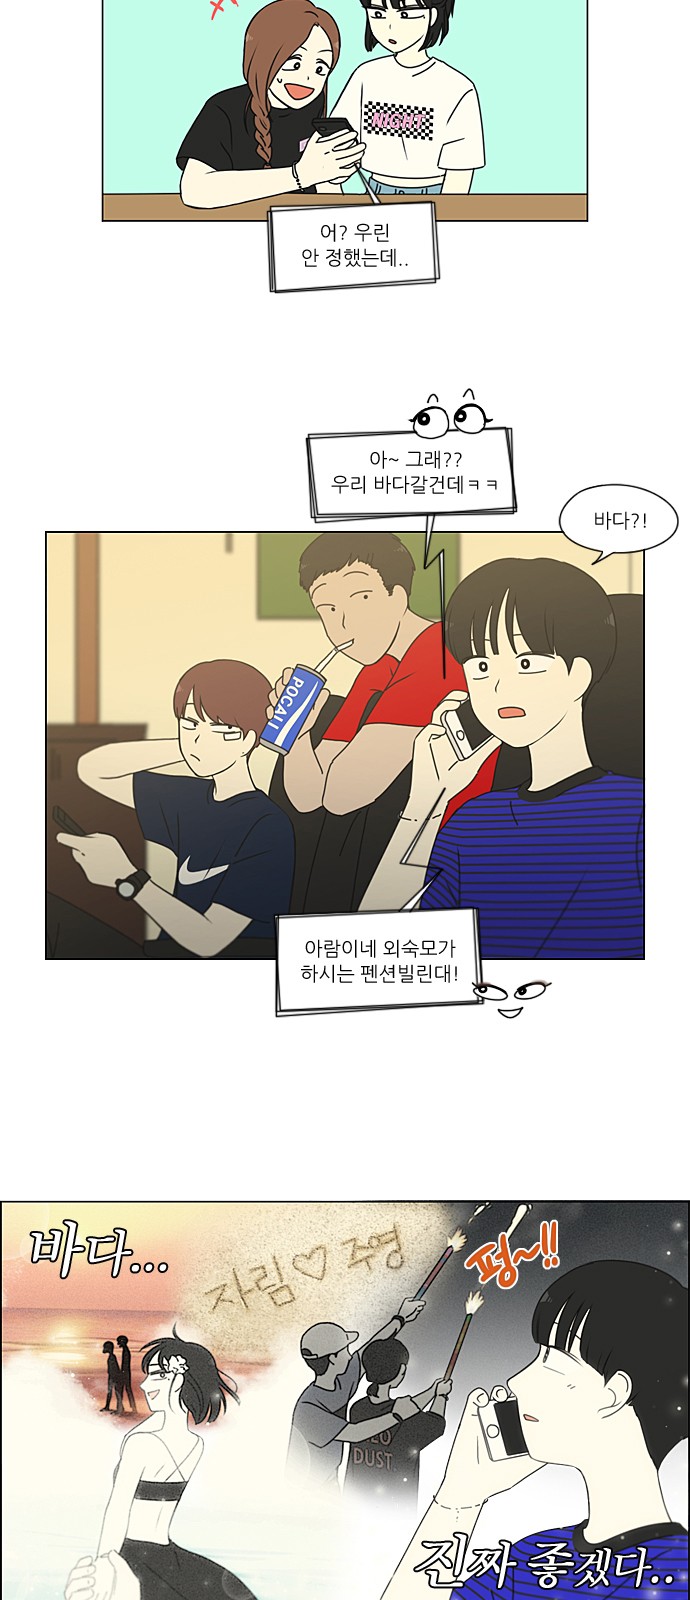 NIGHT
어? 우린
안 정했는데..
아~ 그래??
우리 바다갈건데ㅋㅋ
바다?!
POCALI
아람이네 외숙모가
하시는 펜션빌린대!
바다...
자림♡주영
펑~!!
DUST.
진짜 좋겠다..